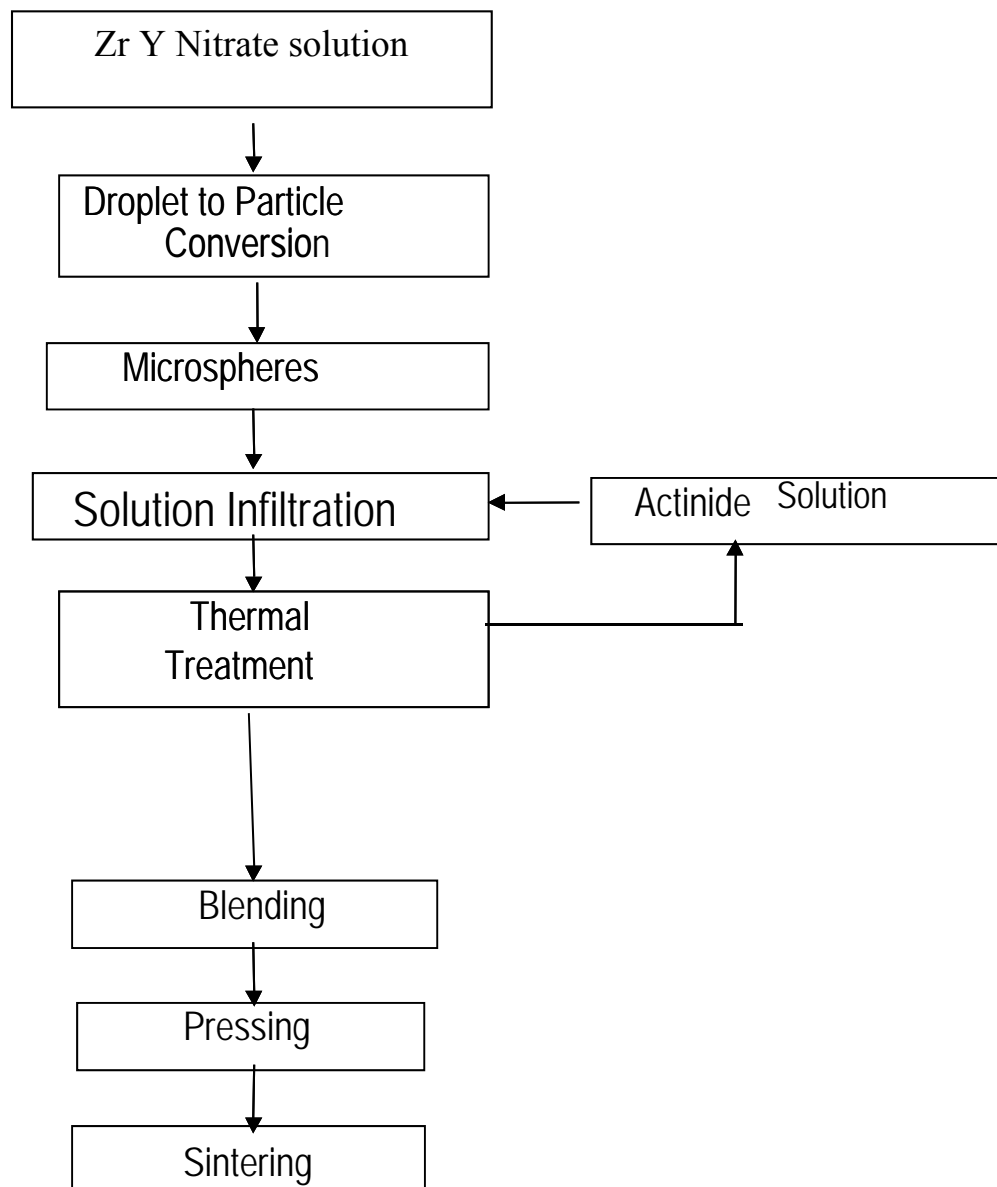 Zr Y Nitrate solution
Droplet to Particle
Conversion
Microspheres
Solution Infiltration
Actinide Solution
Thermal
Treatment
Blending
Pressing
Sintering